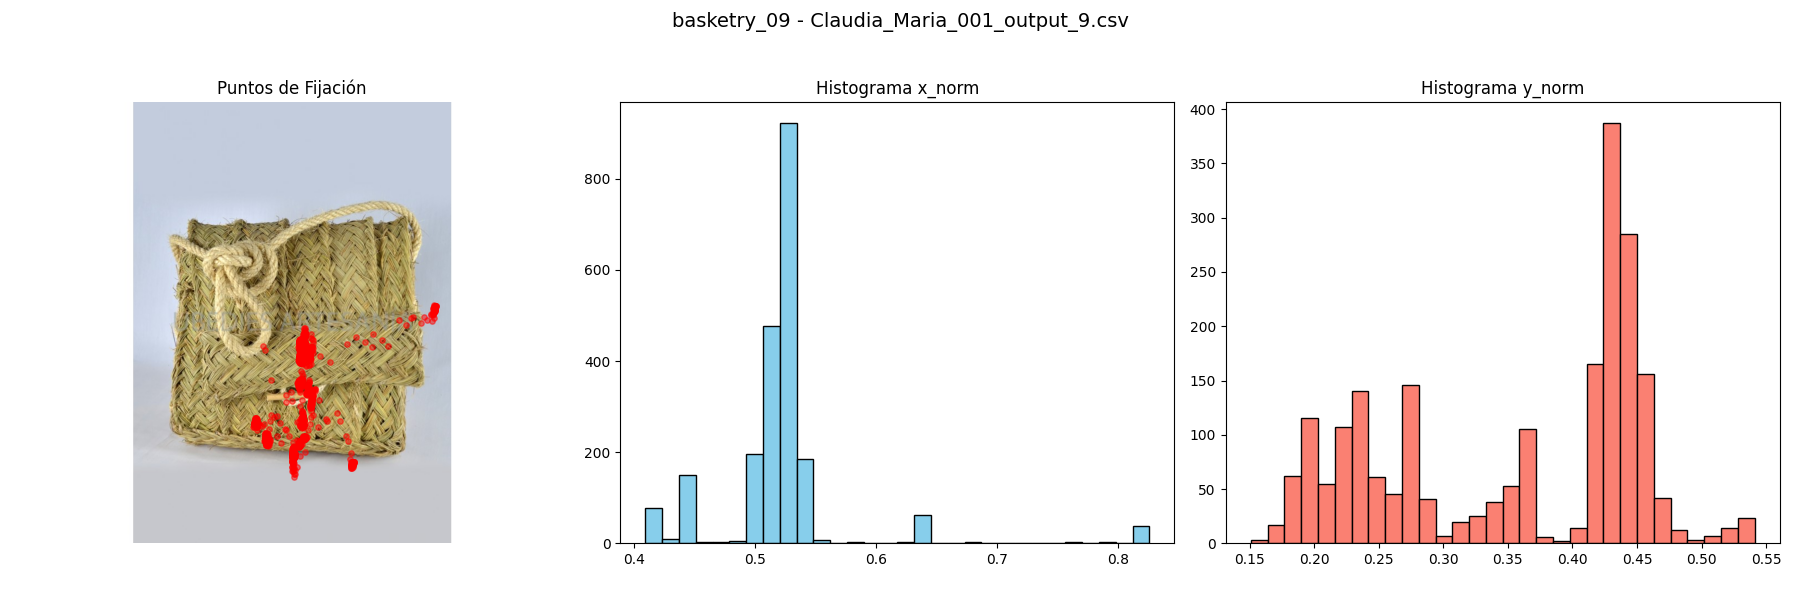 basketry_09 - Claudia_Maria_001_output_9.csv
Puntos de Fijación
Histograma x_norm
Histograma y_norm
800
600
400
200
0
0.4 0.5 0.6 0.7 0.8
400
350
300
250
200
150
100
50
0
0.15 0.20 0.25 0.30 0.35 0.40 0.45 0.50 0.55